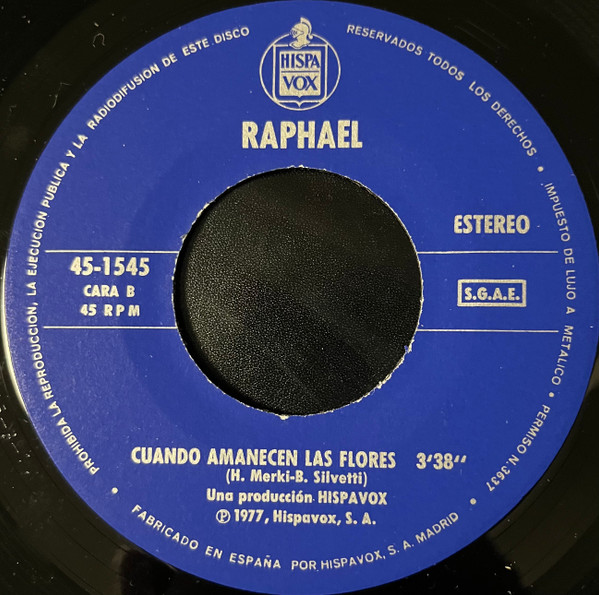 HISPA
VOX
RAPHAEL
ESTEREO
45-1545
CARA B
45 RPM
S.G.A.E.
CUANDO AMANECEN LAS FLORES 3'38"
(H. Merki-B. Silvetti)
Una producción HISPAVOX
Ⓟ 1977, Hispavox, S. A.
PROHIBIDA LA REPRODUCCION, LA EJECUCION PUBLICA Y LA RADIODIFUSION DE ESTE DISCO
RESERVADOS TODOS LOS DERECHOS • IMPUESTO DE LUJO A METALICO • PERMISO N. 3637
• FABRICADO EN ESPAÑA POR HISPAVOX, S. A. MADRID •